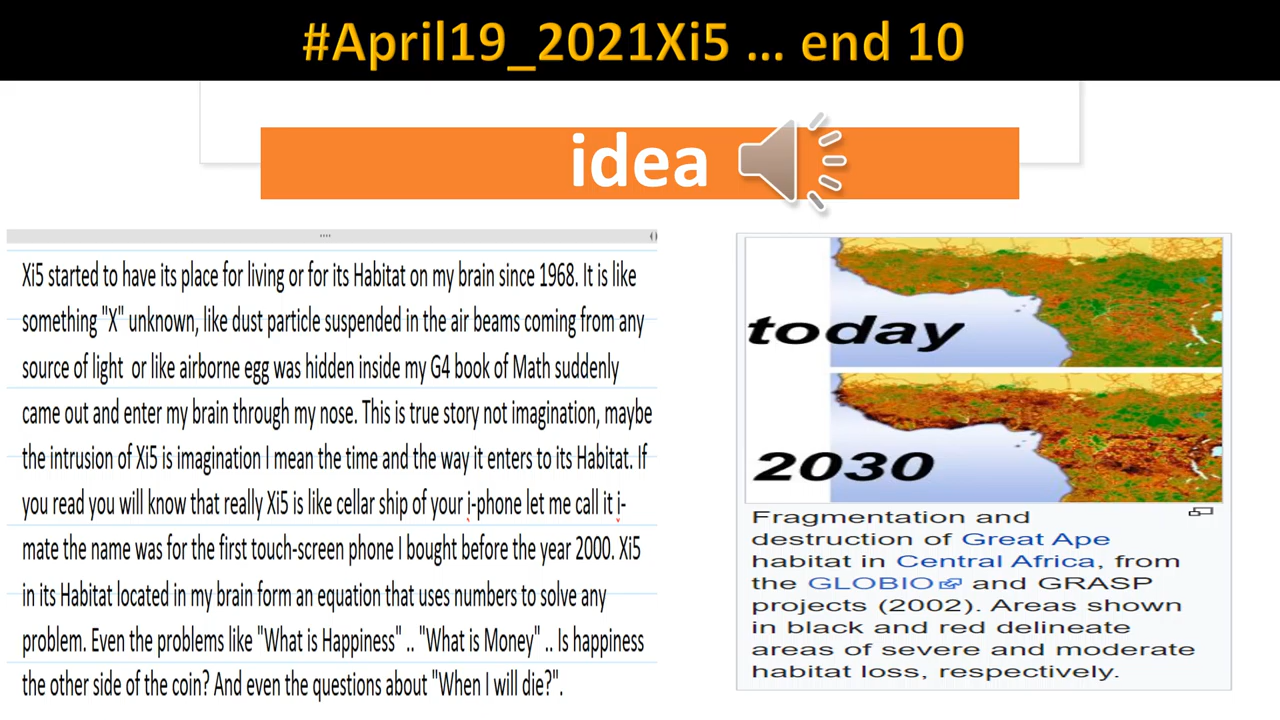 #April19_2021Xi5 ... end 10
idea
Xi5 started to have its place for living or for its Habitat on my brain since 1968. It is like
something "X" unknown, like dust particle suspended in the air beams coming from any
source of light or like airborne egg was hidden inside my G4 book of Math suddenly
came out and enter my brain through my nose. This is true story not imagination, maybe
the intrusion of Xi5 is imagination I mean the time and the way it enters to its Habitat. If
you read you will know that really Xi5 is like cellar ship of your i-phone let me call it i-
mate the name was for the first touch-screen phone I bought before the year 2000. Xi5
in its Habitat located in my brain form an equation that uses numbers to solve any
problem. Even the problems like "What is Happiness" .. "What is Money" .. Is happiness
the other side of the coin? And even the questions about "When I will die?".
today
2030
Fragmentation and
destruction of Great Ape
habitat in Central Africa, from
the GLOBIO and GRASP
projects (2002). Areas shown
in black and red delineate
areas of severe and moderate
habitat loss, respectively.